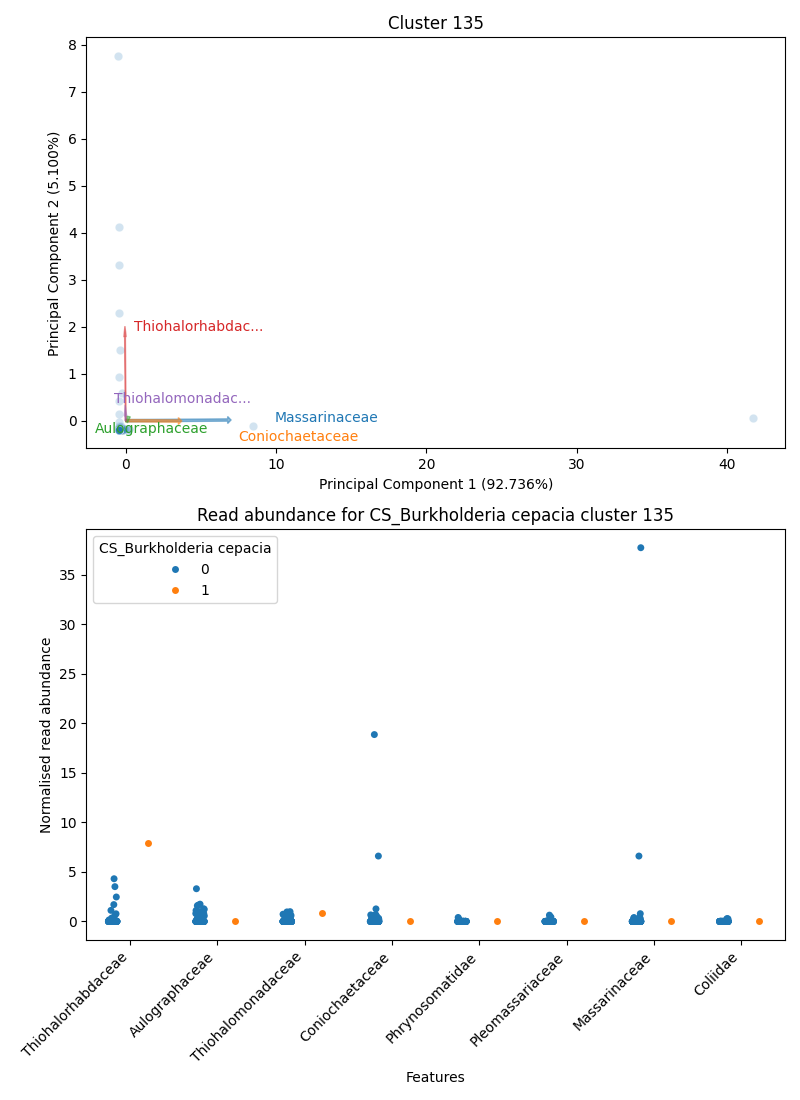 Cluster 135
8
7
6
5
4
3
2
1
0
Principal Component 2 (5.100%)
Thiohalorhabdac...
Thiohalomonadac...
Massarinaceae
Aulographaceae
Coniochaetaceae
0 10 20 30 40
Principal Component 1 (92.736%)
Read abundance for CS_Burkholderia cepacia cluster 135
CS_Burkholderia cepacia
0
1
35
30
25
20
15
10
5
0
Normalised read abundance
Thiohalorhabdaceae
Aulographaceae
Thiohalomonadaceae
Coniochaetaceae
Phrynosomatidae
Pleomassariaceae
Massarinaceae
Coliidae
Features